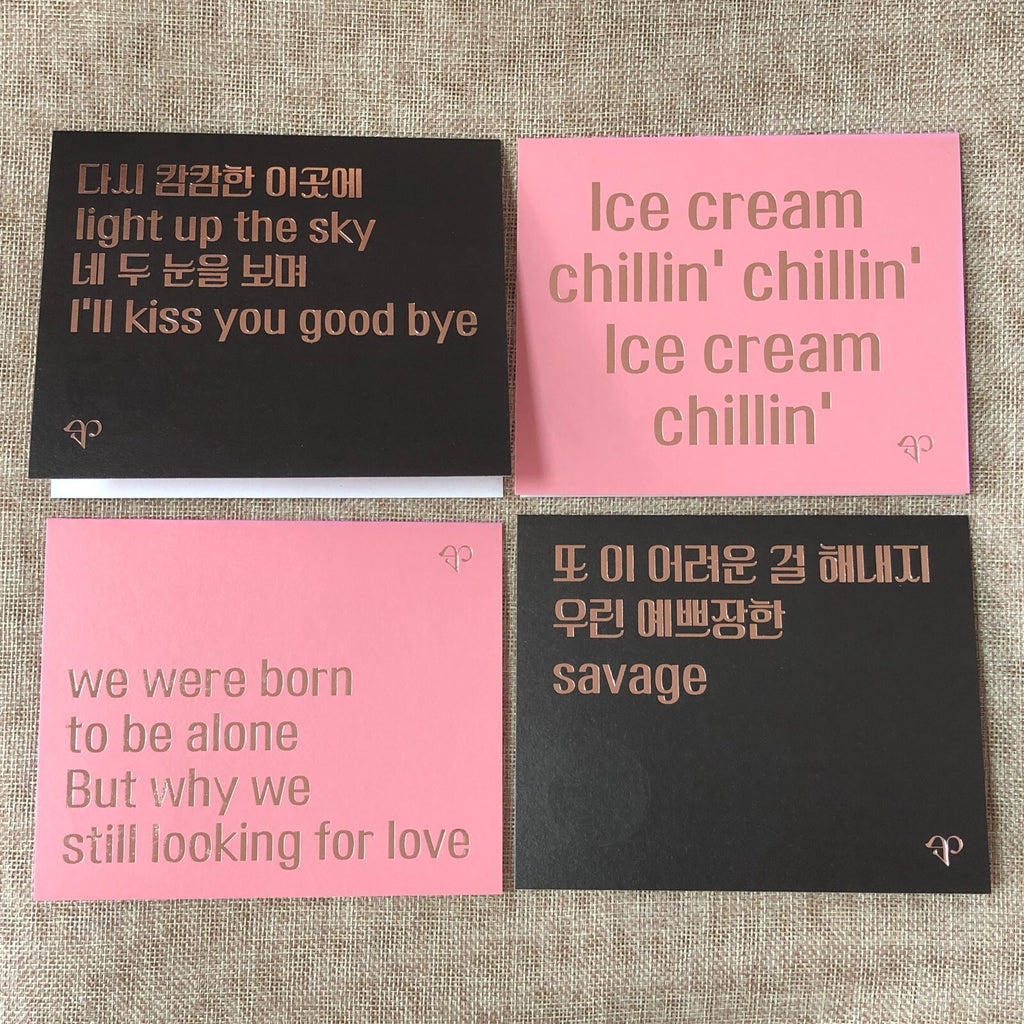 다시 캄캄한 이곳에
light up the sky
네 두 눈을 보며
I'll kiss you good bye
Ice cream
chillin' chillin'
Ice cream
chillin'
we were born
to be alone
But why we
still looking for love
또 이 어려운 걸 해내지
우린 예쁘장한
savage